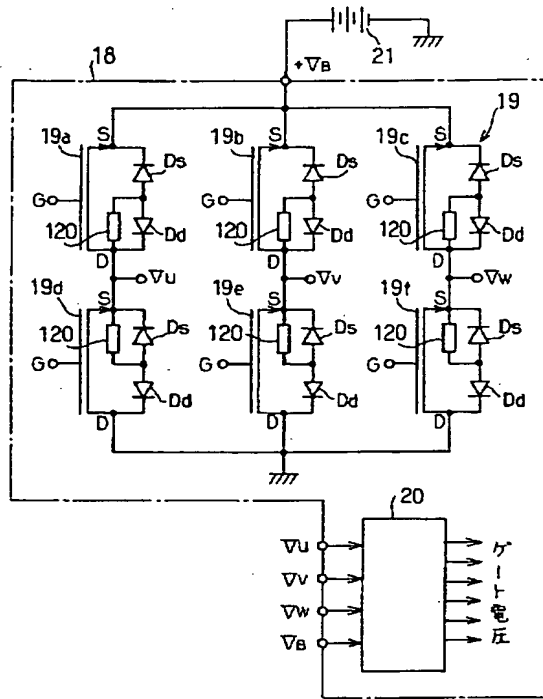 21
18
+VB
19
19a
19b
19c
S
S
S
Ds
Ds
Ds
G
G
G
120
120
120
Dd
Dd
Dd
D
D
D
VU
VV
VW
19d
19e
19f
S
S
S
120
120
120
Ds
Ds
Ds
G
G
G
Dd
Dd
Dd
D
D
D
20
VU
VV
VW
VB
ゲート電圧